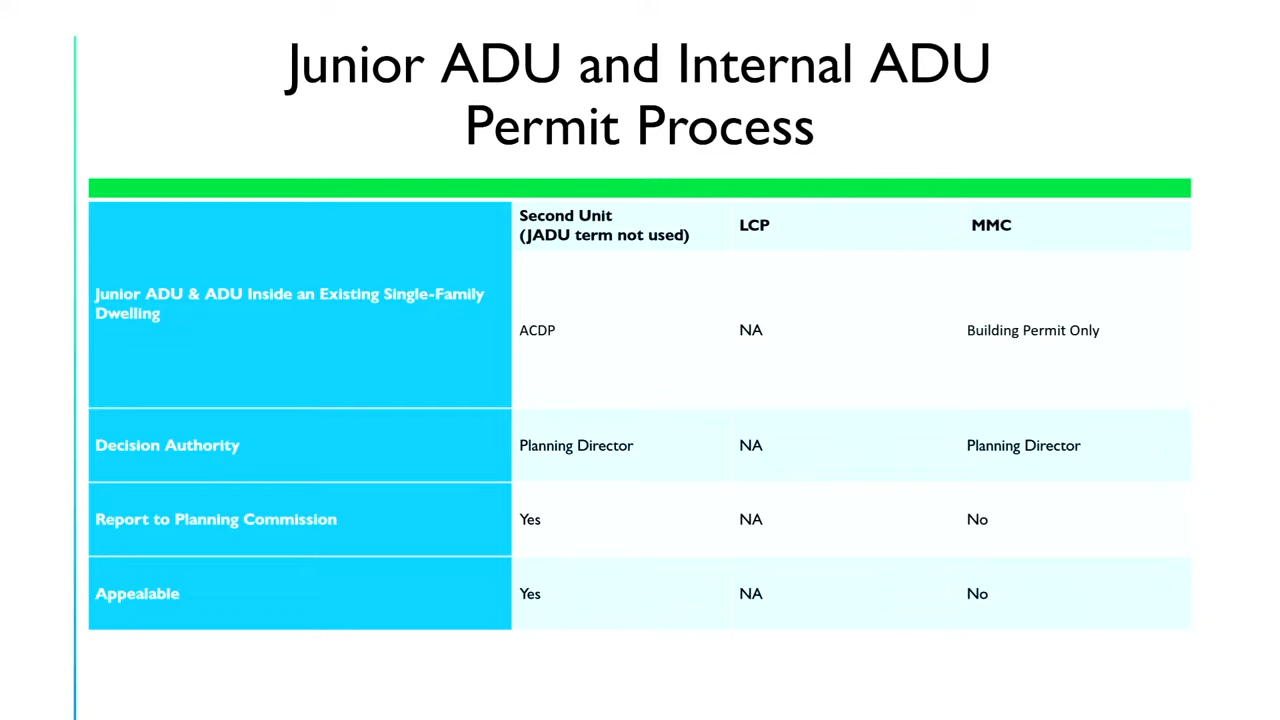 Junior ADU and Internal ADU
Permit Process
Second Unit
(JADU term not used)
LCP
MMC
Junior ADU & ADU Inside an Existing Single-Family
Dwelling
ACDP
NA
Building Permit Only
Decision Authority
Planning Director
NA
Planning Director
Report to Planning Commission
Yes
NA
No
Appealable
Yes
NA
No